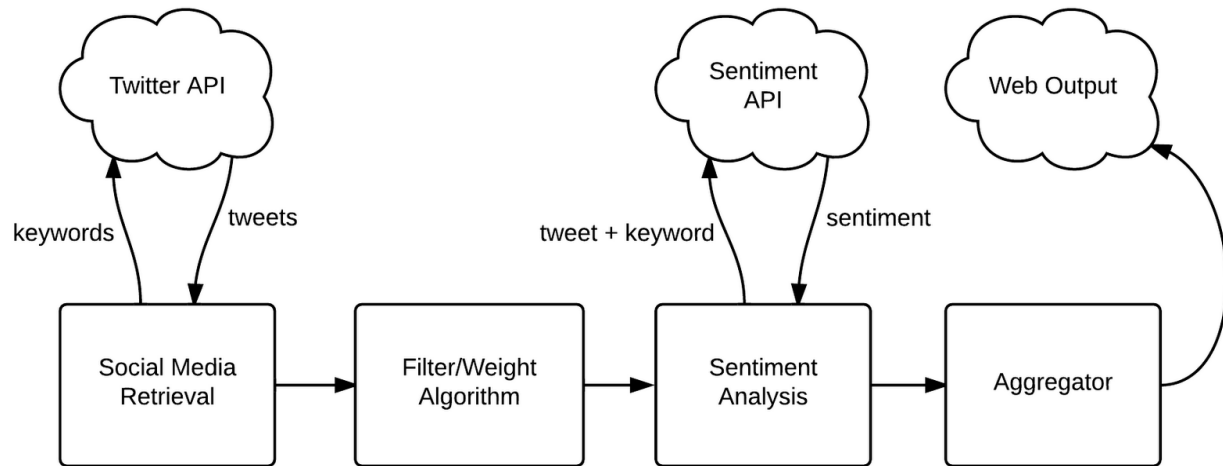 Twitter API
Sentiment
API
Web Output
keywords
tweets
tweet + keyword
sentiment
Social Media
Retrieval
Filter/Weight
Algorithm
Sentiment
Analysis
Aggregator